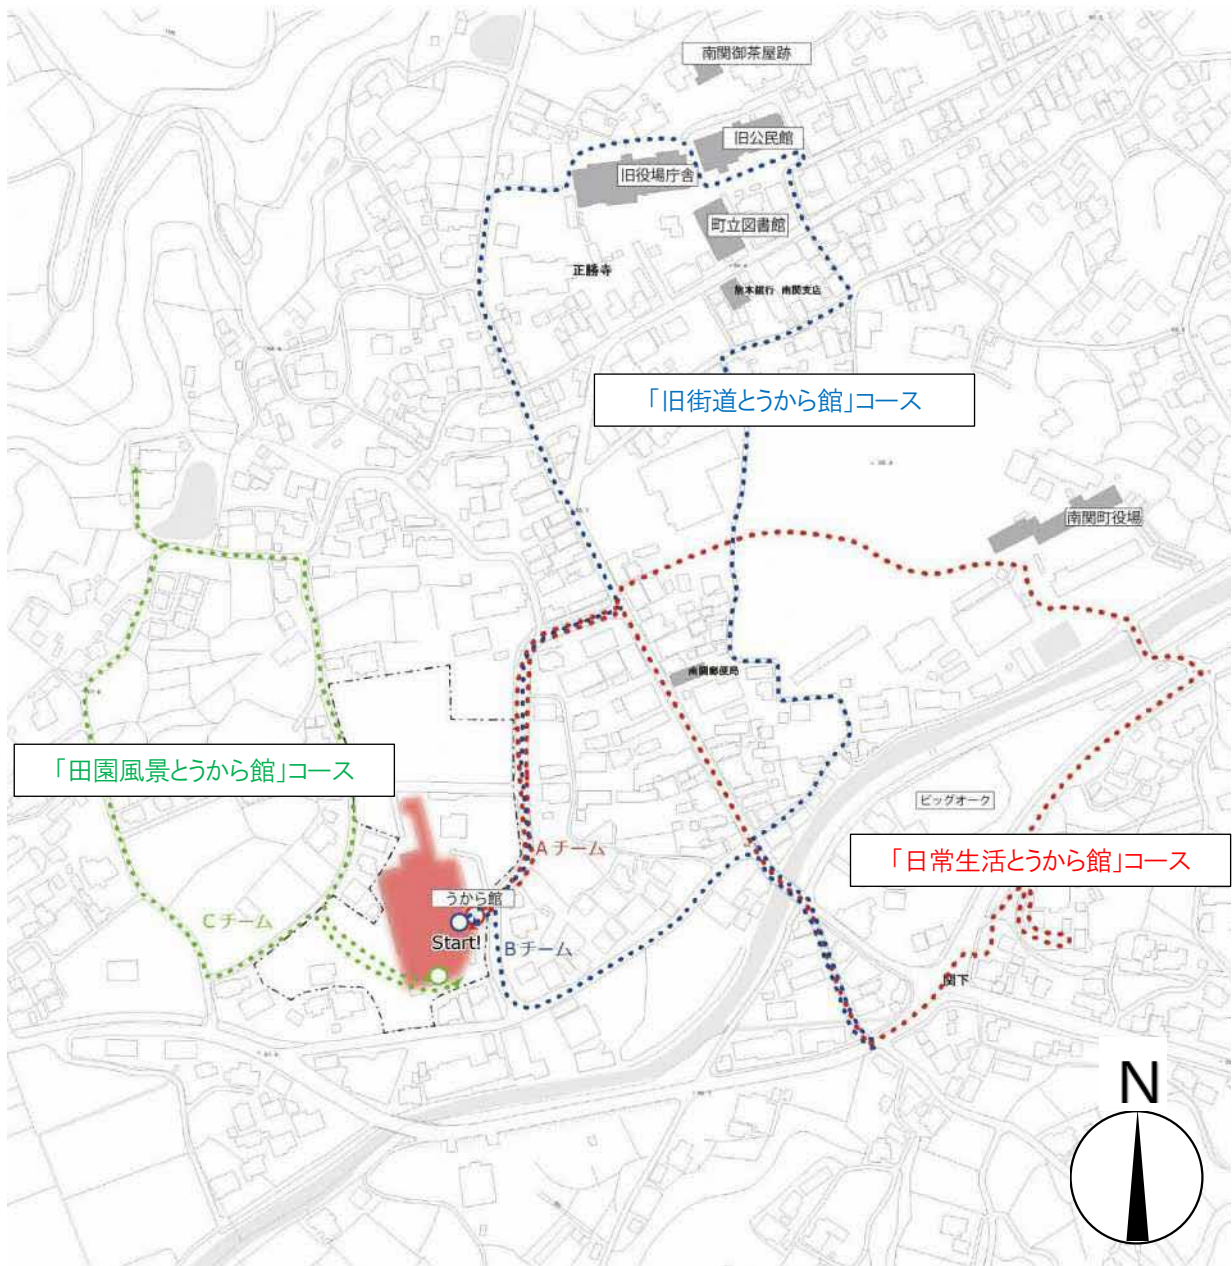 南関御茶屋跡
旧公民館
旧役場庁舎
町立図書館
正勝寺
熊本銀行 南関支店
「旧街道とうから館」コース
南関町役場
南関郵便局
「田園風景とうから館」コース
ビッグオーク
Aチーム
「日常生活とうから館」コース
うから館
Cチーム
Start!
Bチーム
関下
N